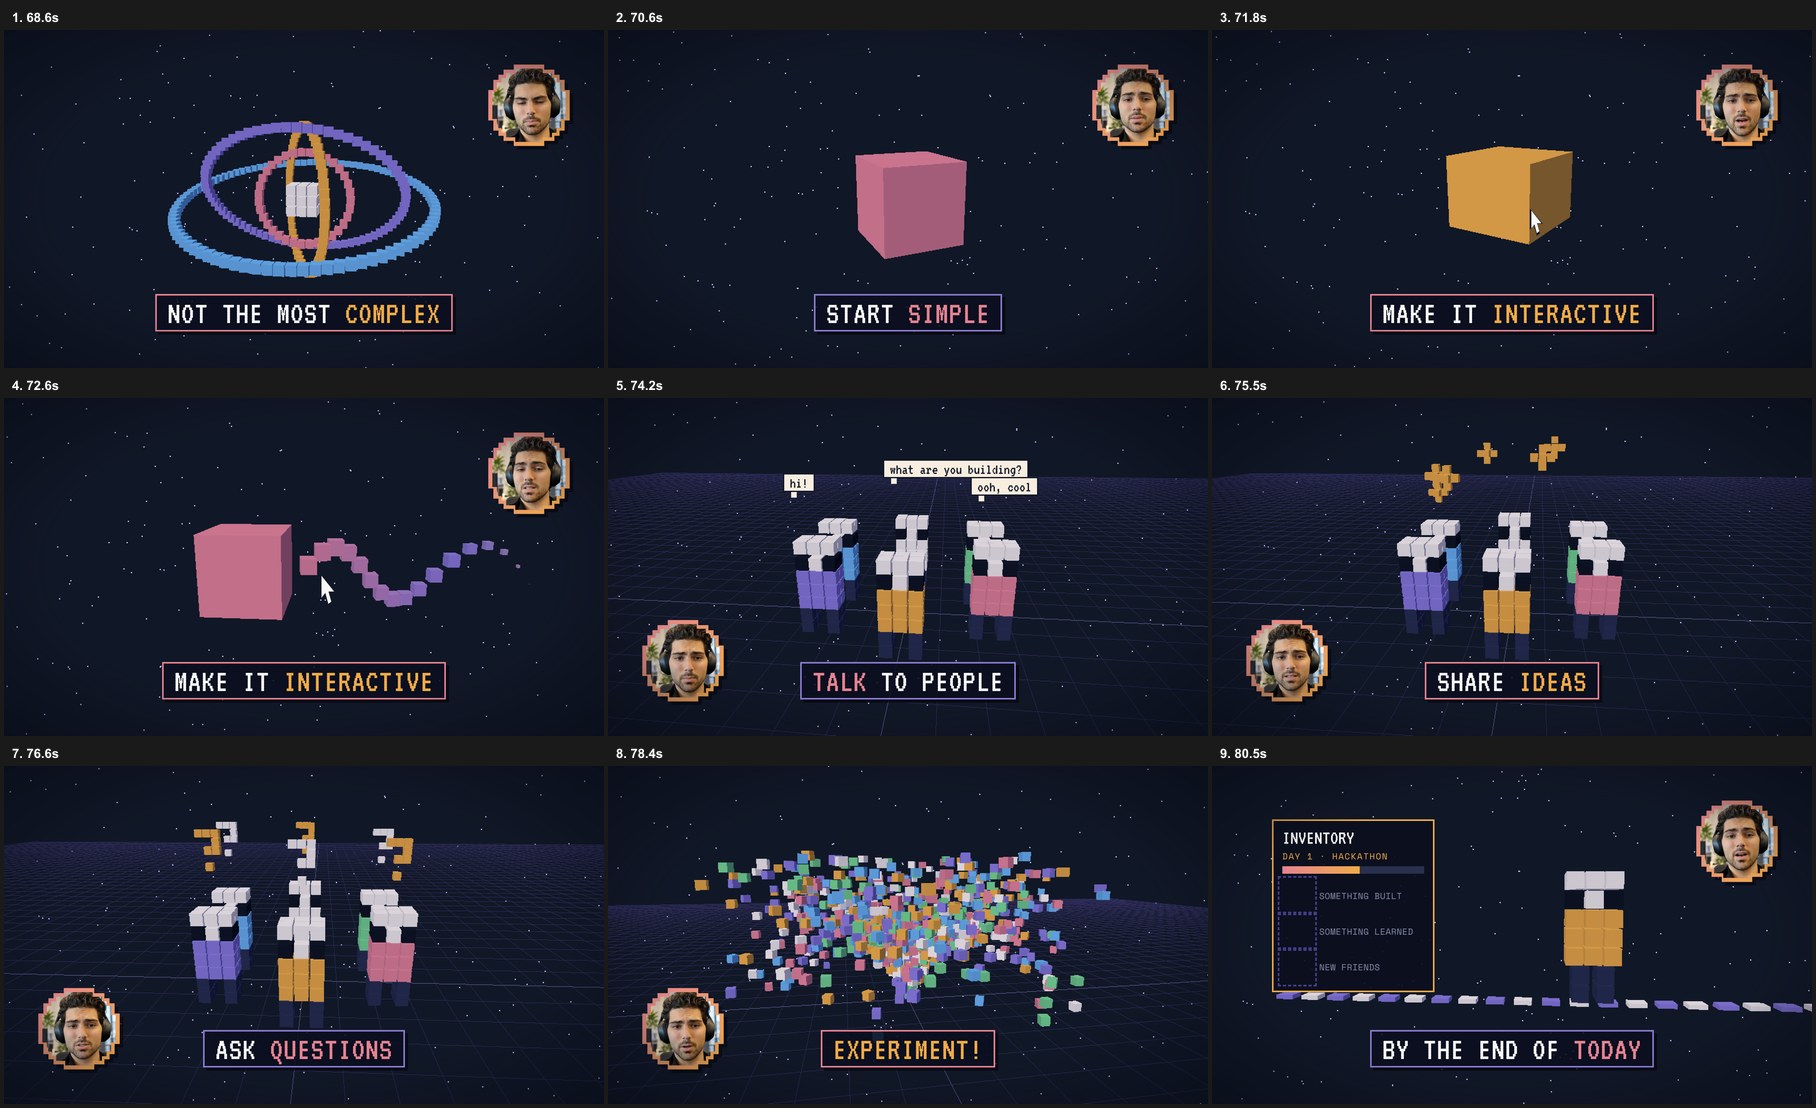 1. 68.6s
NOT THE MOST COMPLEX
2. 70.6s
START SIMPLE
3. 71.8s
MAKE IT INTERACTIVE
4. 72.6s
MAKE IT INTERACTIVE
5. 74.2s
what are you building?
hi!
ooh, cool
TALK TO PEOPLE
6. 75.5s
SHARE IDEAS
7. 76.6s
? ? ?
ASK QUESTIONS
8. 78.4s
EXPERIMENT!
9. 80.5s
INVENTORY
DAY 1 · HACKATHON
SOMETHING BUILT
SOMETHING LEARNED
NEW FRIENDS
BY THE END OF TODAY